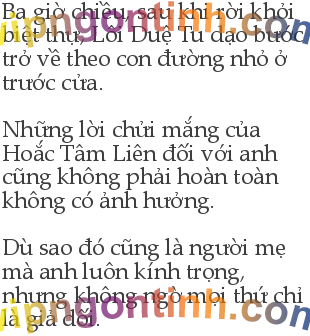 Ba giờ chiều, sau khi rời khỏi
biệt thự, Lôi Duệ Tu dạo bước
trở về theo con đường nhỏ ở
trước cửa.
Những lời chửi mắng của
Hoắc Tâm Liên đối với anh
cũng không phải hoàn toàn
không có ảnh hưởng.
Dù sao đó cũng là người mẹ
mà anh luôn kính trọng,
nhưng không ngờ mọi thứ chỉ
là giả dối.